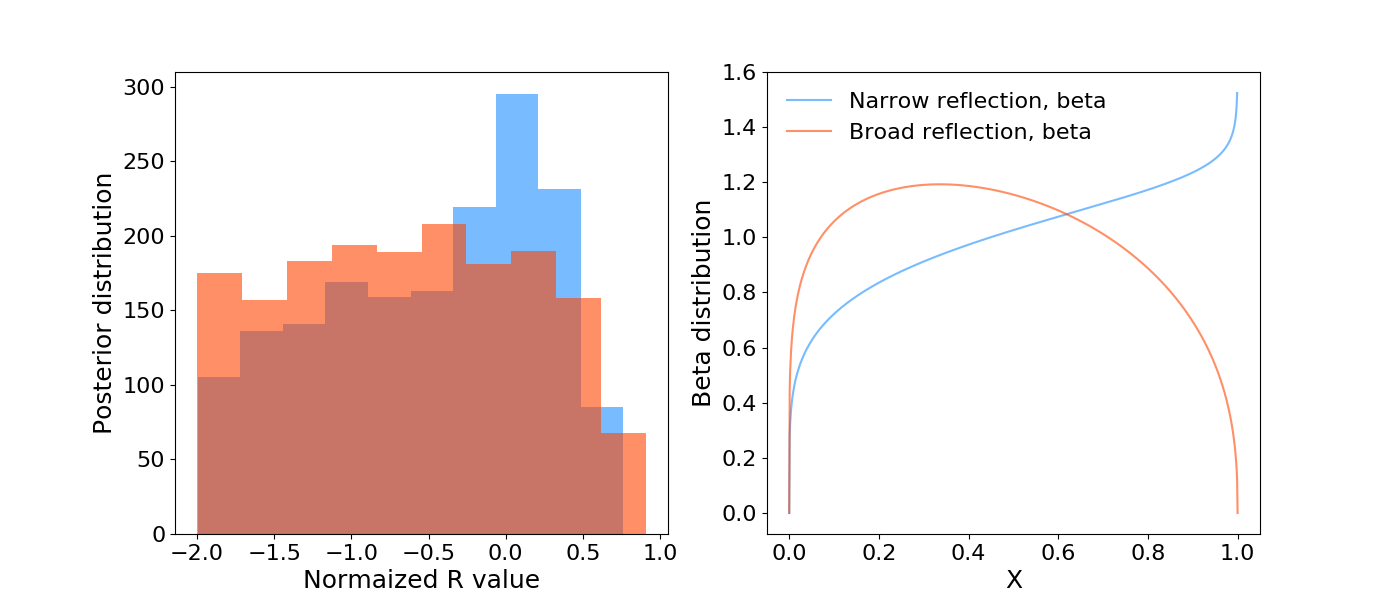 Posterior distribution
300
250
200
150
100
50
0
−2.0 −1.5 −1.0 −0.5 0.0 0.5 1.0
Normaized R value
Beta distribution
1.6
1.4
1.2
1.0
0.8
0.6
0.4
0.2
0.0
Narrow reflection, beta
Broad reflection, beta
0.0 0.2 0.4 0.6 0.8 1.0
X